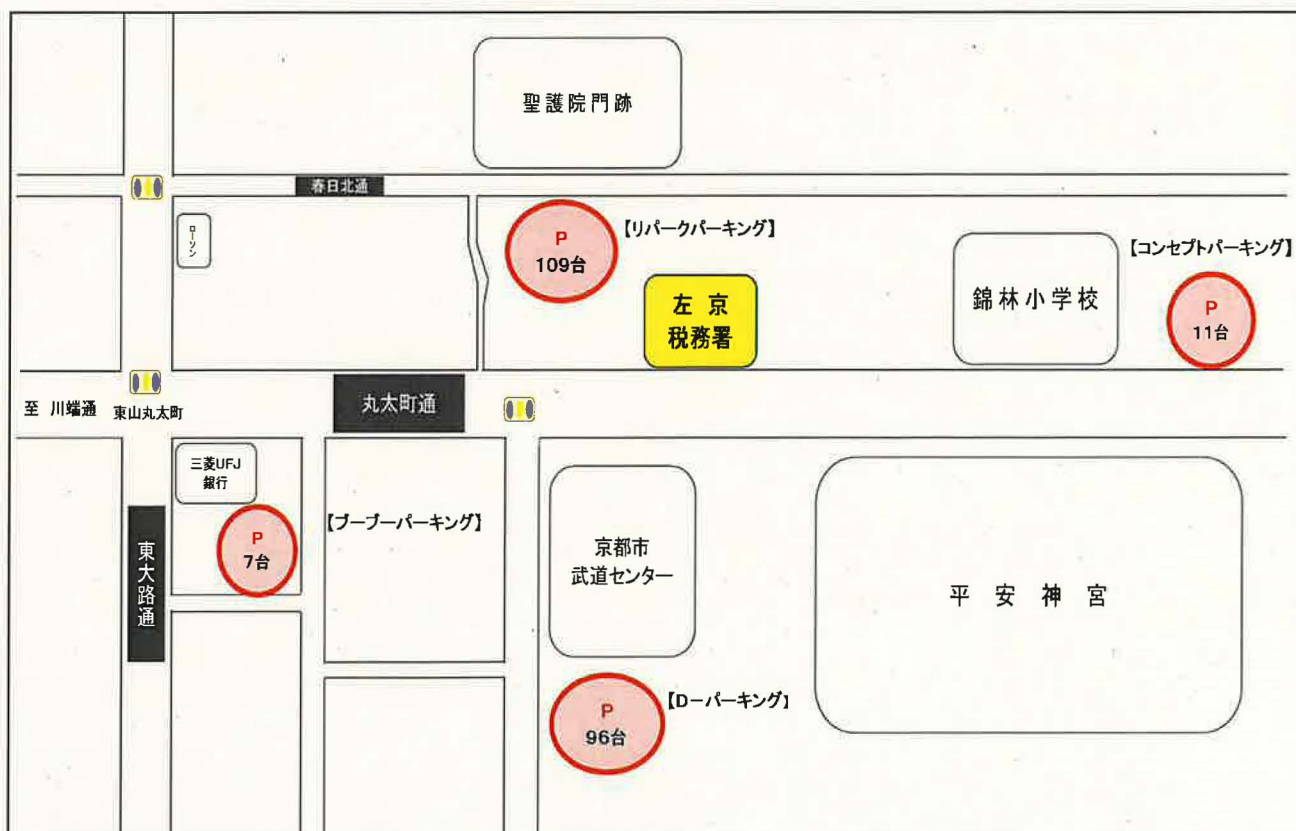 聖護院門跡
春日北通
ローソン
P
109台
【リパークパーキング】
左京
税務署
錦林小学校
【コンセプトパーキング】
P
11台
至 川端通
東山丸太町
丸太町通
三菱UFJ
銀行
P
7台
【ブーブーパーキング】
東大路通
京都市
武道センター
平安神宮
P
96台
【D-パーキング】